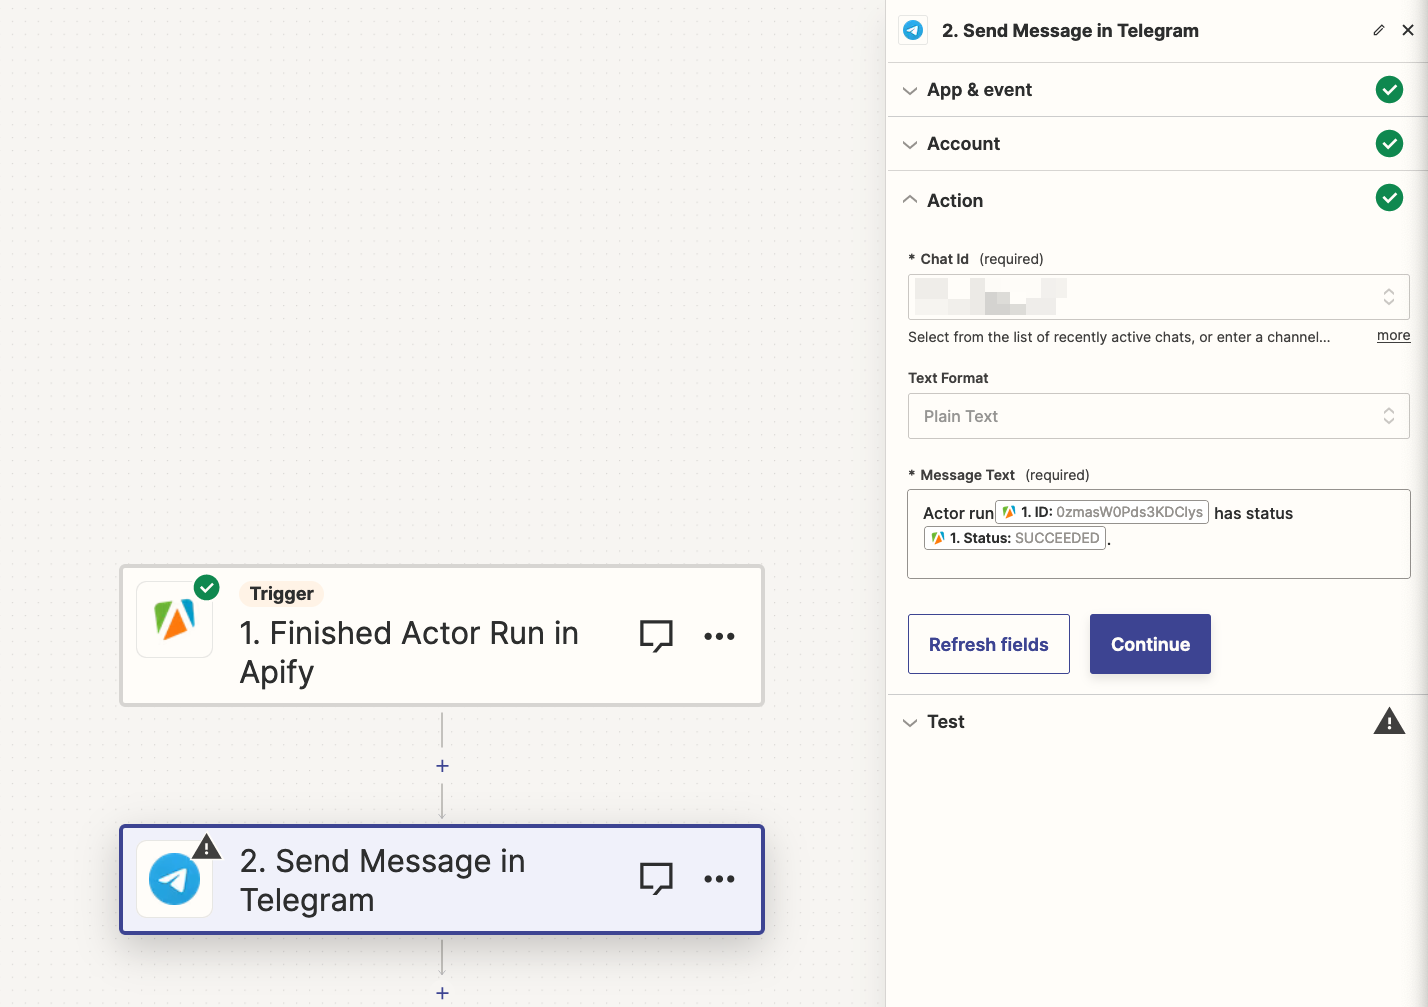 Trigger
1. Finished Actor Run in
Apify
+
2. Send Message in
Telegram
+
2. Send Message in Telegram
App & event
Account
Action
* Chat Id (required)
Select from the list of recently active chats, or enter a channel...
more
Text Format
Plain Text
* Message Text (required)
Actor run 1. ID: 0zmasW0Pds3KDClys has status
1. Status: SUCCEEDED .
Refresh fields
Continue
Test